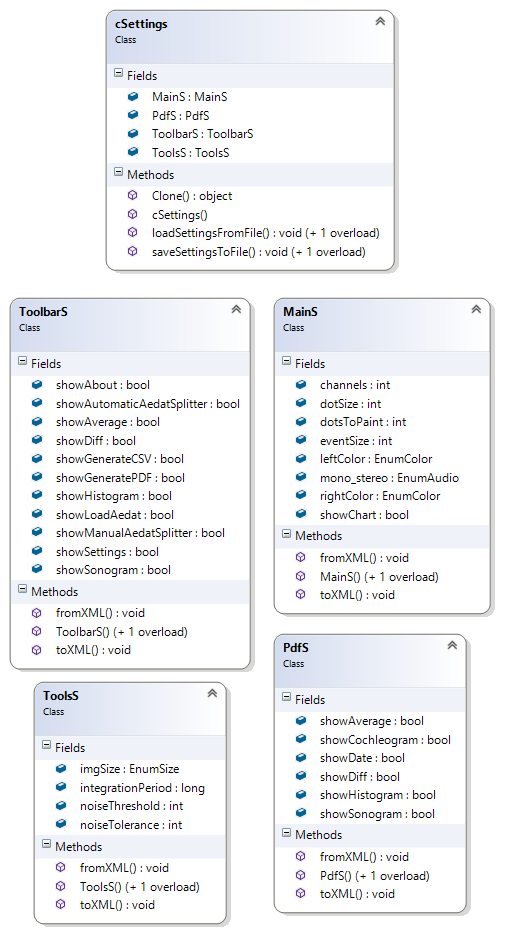 cSettings
Class
Fields
MainS : MainS
PdfS : PdfS
ToolbarS : ToolbarS
ToolsS : ToolsS
Methods
Clone() : object
cSettings()
loadSettingsFromFile() : void (+ 1 overload)
saveSettingsToFile() : void (+ 1 overload)
ToolbarS
Class
Fields
showAbout : bool
showAutomaticAedatSplitter : bool
showAverage : bool
showDiff : bool
showGenerateCSV : bool
showGeneratePDF : bool
showHistogram : bool
showLoadAedat : bool
showManualAedatSplitter : bool
showSettings : bool
showSonogram : bool
Methods
fromXML() : void
ToolbarS() (+ 1 overload)
toXML() : void
MainS
Class
Fields
channels : int
dotSize : int
dotsToPaint : int
eventSize : int
leftColor : EnumColor
mono_stereo : EnumAudio
rightColor : EnumColor
showChart : bool
Methods
fromXML() : void
MainS() (+ 1 overload)
toXML() : void
ToolsS
Class
Fields
imgSize : EnumSize
integrationPeriod : long
noiseThreshold : int
noiseTolerance : int
Methods
fromXML() : void
ToolsS() (+ 1 overload)
toXML() : void
PdfS
Class
Fields
showAverage : bool
showCochleogram : bool
showDate : bool
showDiff : bool
showHistogram : bool
showSonogram : bool
Methods
fromXML() : void
PdfS() (+ 1 overload)
toXML() : void